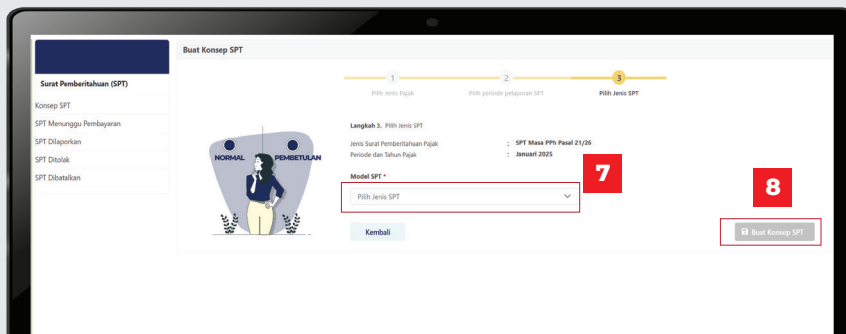 Buat Konsep SPT
Surat Pemberitahuan (SPT)
Konsep SPT
SPT Menunggu Pembayaran
SPT Dilaporkan
SPT Ditolak
SPT Dibatalkan
1
2
3
Pilih Jenis Pajak
Pilih periode pelaporan SPT
Pilih Jenis SPT
NORMAL
PEMBETULAN
Langkah 3. Pilih Jenis SPT
Jenis Surat Pemberitahuan Pajak : SPT Masa PPh Pasal 21/26
Periode dan Tahun Pajak : Januari 2025
Model SPT *
Pilih Jenis SPT
7
8
Kembali
Buat Konsep SPT